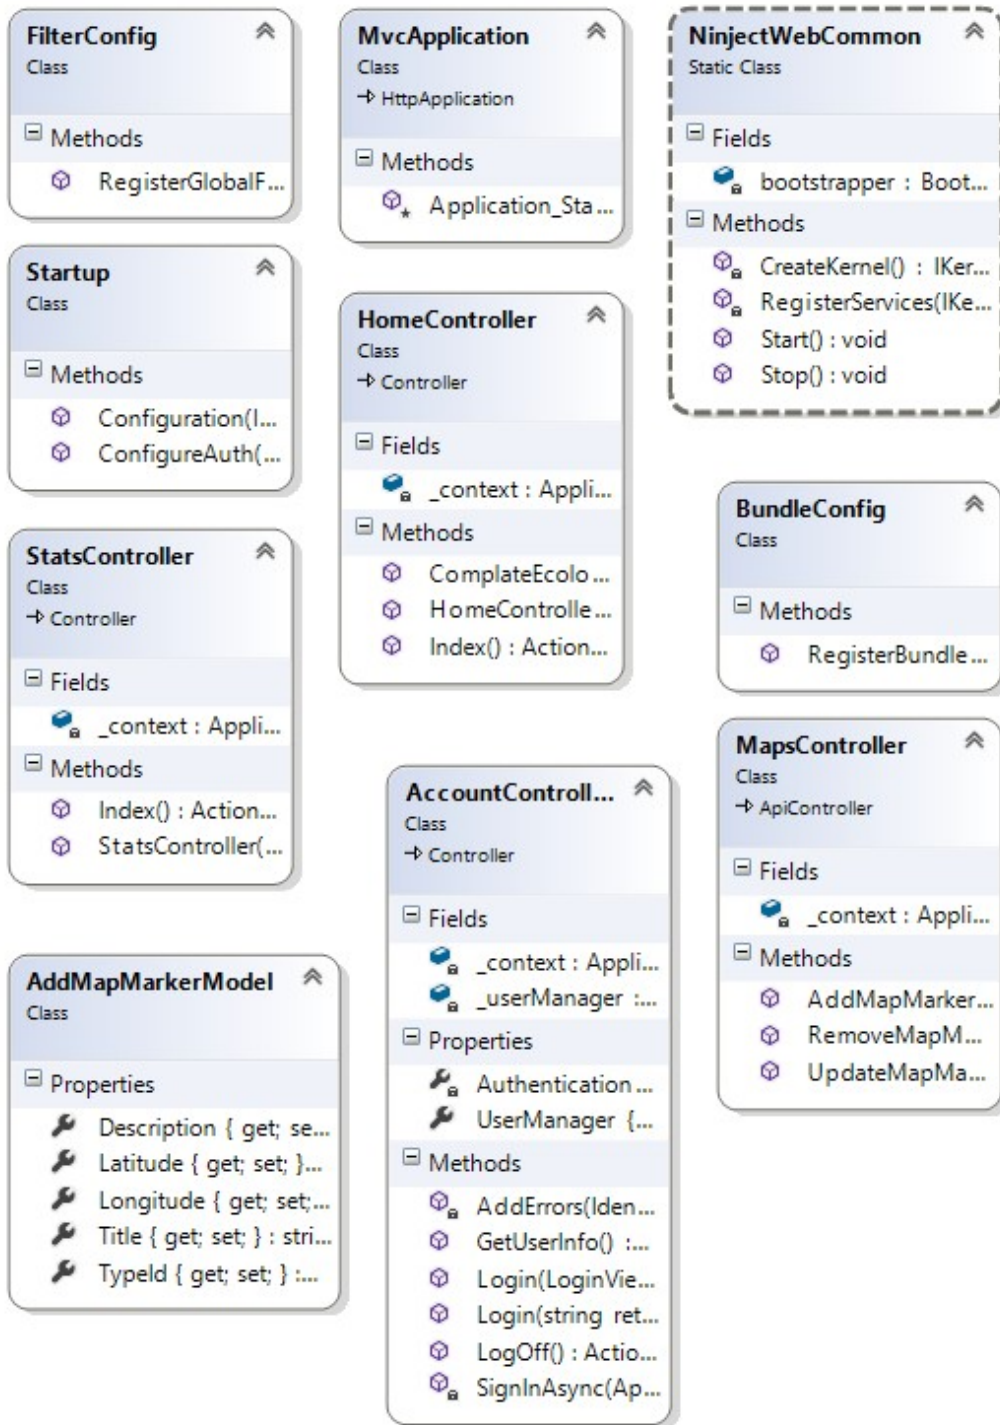 FilterConfig
Class
Methods
RegisterGlobalF...
MvcApplication
Class
HttpApplication
Methods
Application_Sta...
NinjectWebCommon
Static Class
Fields
bootstrapper : Boot...
Methods
CreateKernel() : IKer...
RegisterServices(IKe...
Start() : void
Stop() : void
Startup
Class
Methods
Configuration(I...
ConfigureAuth(...
HomeController
Class
Controller
Fields
_context : Appli...
Methods
ComplateEcolo...
HomeControlle...
Index() : Action...
BundleConfig
Class
Methods
RegisterBundle...
StatsController
Class
Controller
Fields
_context : Appli...
Methods
Index() : Action...
StatsController(...
MapsController
Class
ApiController
Fields
_context : Appli...
Methods
AddMapMarker...
RemoveMapM...
UpdateMapMa...
AccountControll...
Class
Controller
Fields
_context : Appli...
_userManager :...
Properties
Authentication...
UserManager {...
Methods
AddErrors(Iden...
GetUserInfo() :...
Login(LoginVie...
Login(string ret...
LogOff() : Actio...
SignInAsync(Ap...
AddMapMarkerModel
Class
Properties
Description { get; se...
Latitude { get; set; }...
Longitude { get; set;...
Title { get; set; } : stri...
TypeId { get; set; } :...